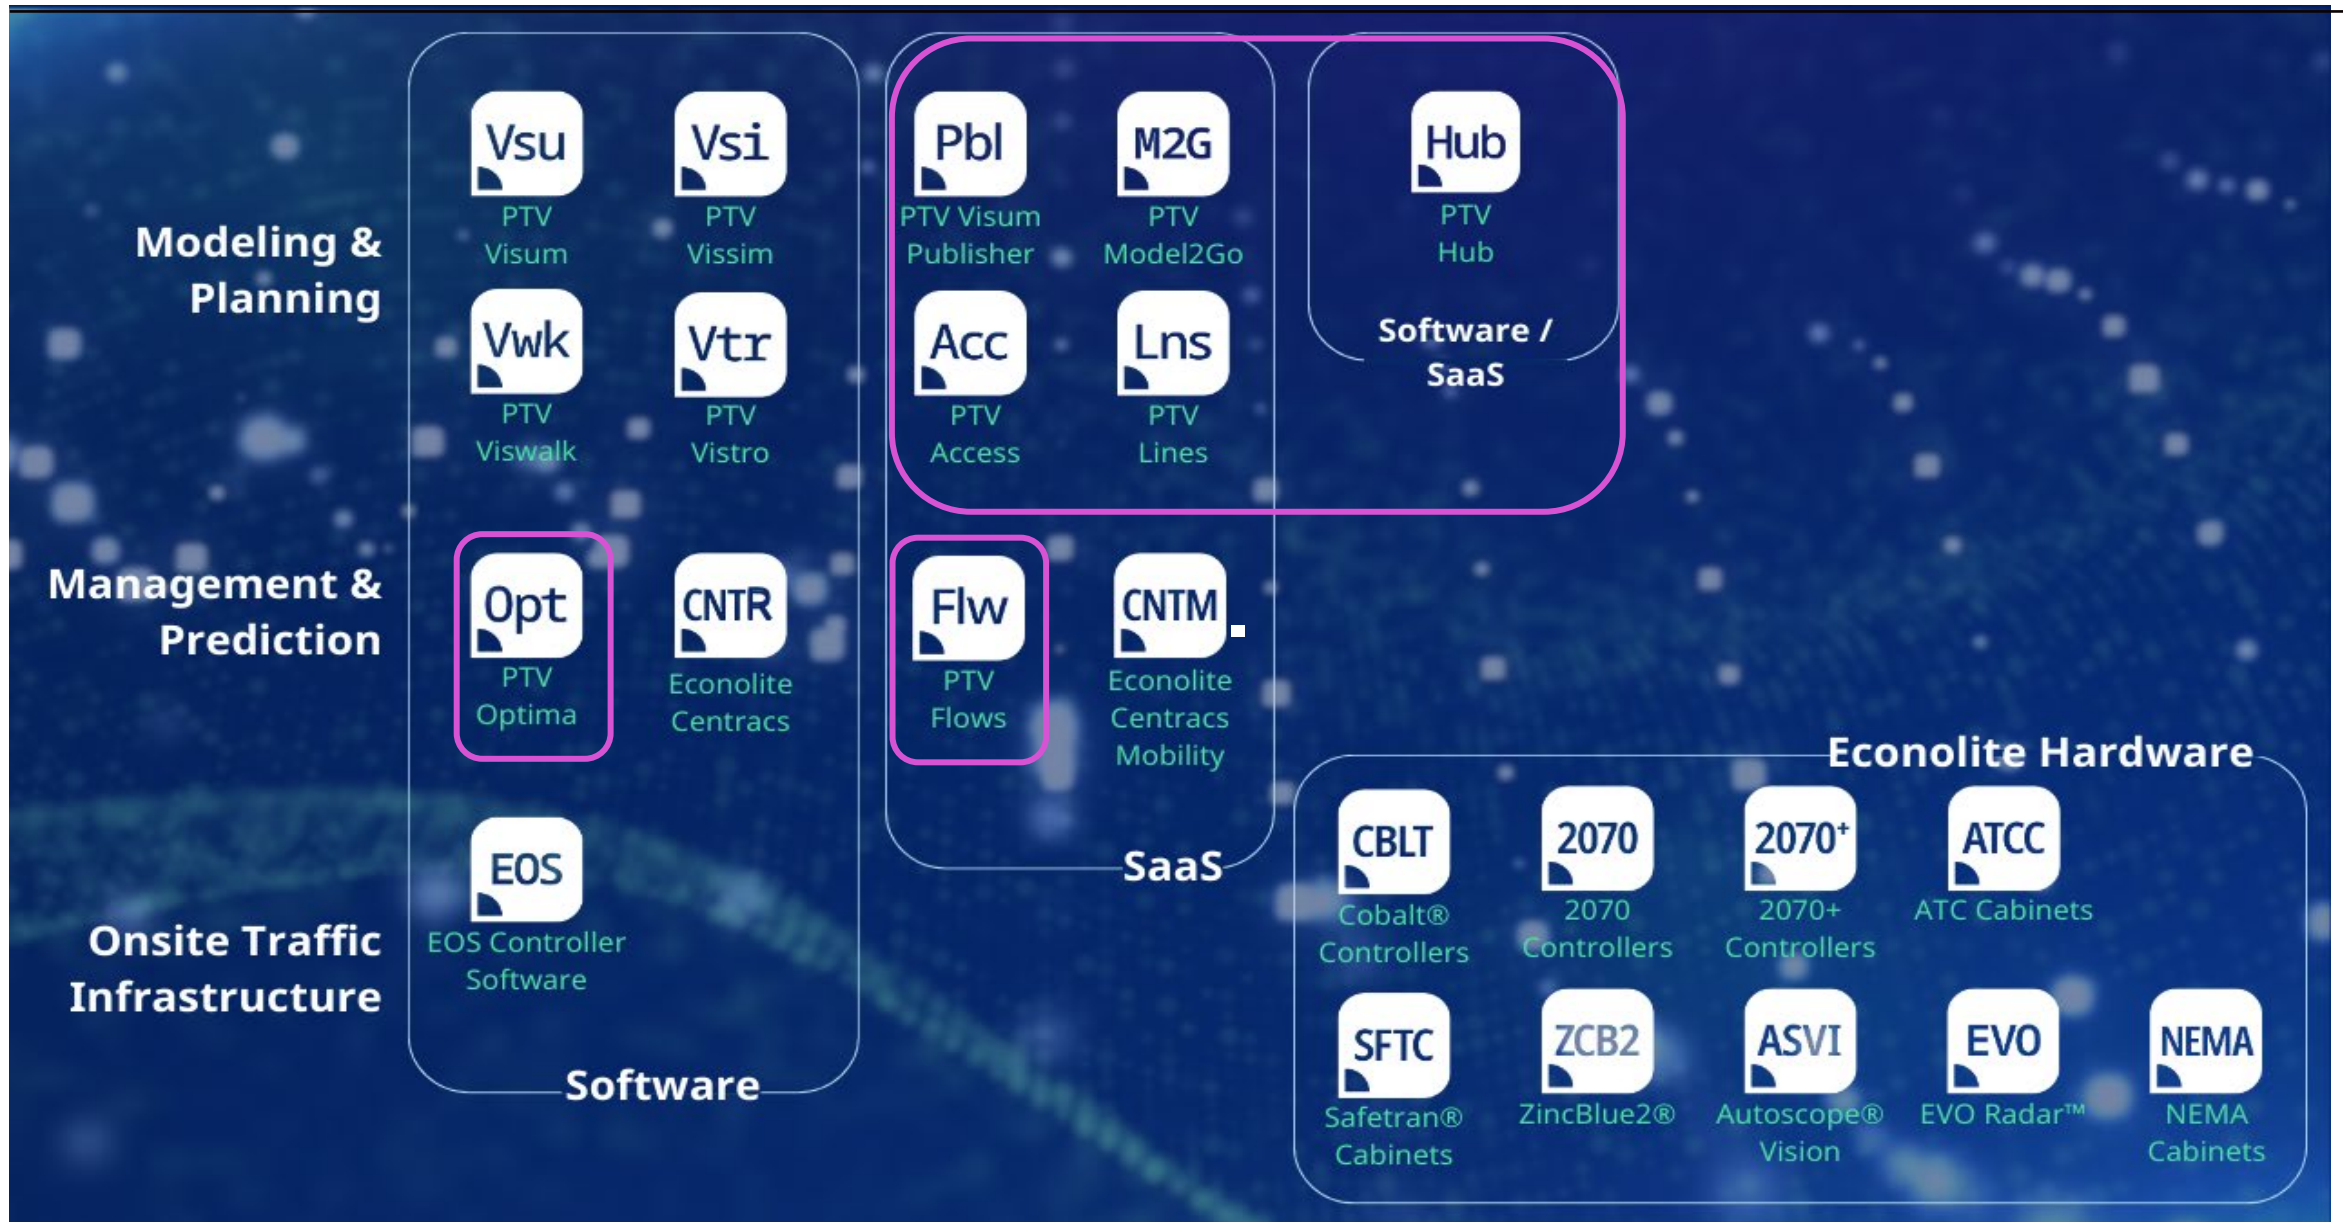 Modeling &
Planning
Vsu
PTV
Visum
Vsi
PTV
Vissim
Vwk
PTV
Viswalk
Vtr
PTV
Vistro
Pbl
PTV Visum
Publisher
M2G
PTV
Model2Go
Acc
PTV
Access
Lns
PTV
Lines
Hub
PTV
Hub
Software /
SaaS
Management &
Prediction
Opt
PTV
Optima
CNTR
Econolite
Centracs
Flw
PTV
Flows
CNTM
Econolite
Centracs
Mobility
SaaS
Onsite Traffic
Infrastructure
EOS
EOS Controller
Software
Software
Econolite Hardware
CBLT
Cobalt®
Controllers
2070
2070
Controllers
2070+
2070+
Controllers
ATCC
ATC Cabinets
SFTC
Safetran®
Cabinets
ZCB2
ZincBlue2®
ASVI
Autoscope®
Vision
EVO
EVO Radar™
NEMA
NEMA
Cabinets